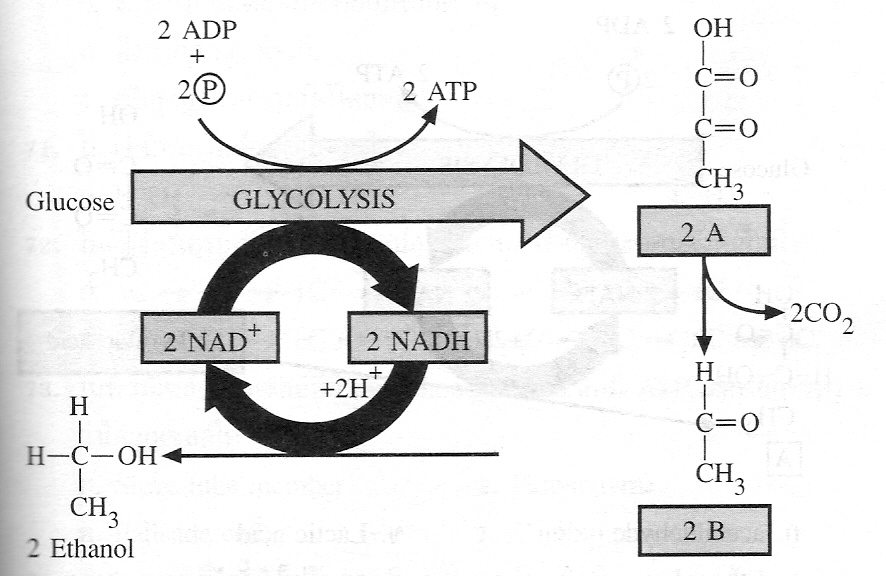 2 ADP
+
2 P
2 ATP
Glucose
GLYCOLYSIS
2 NAD+
2 NADH
+2H+
H
H–C–OH
CH3
2 Ethanol
OH
C=O
C=O
CH3
2 A
2CO2
H
C=O
CH3
2 B